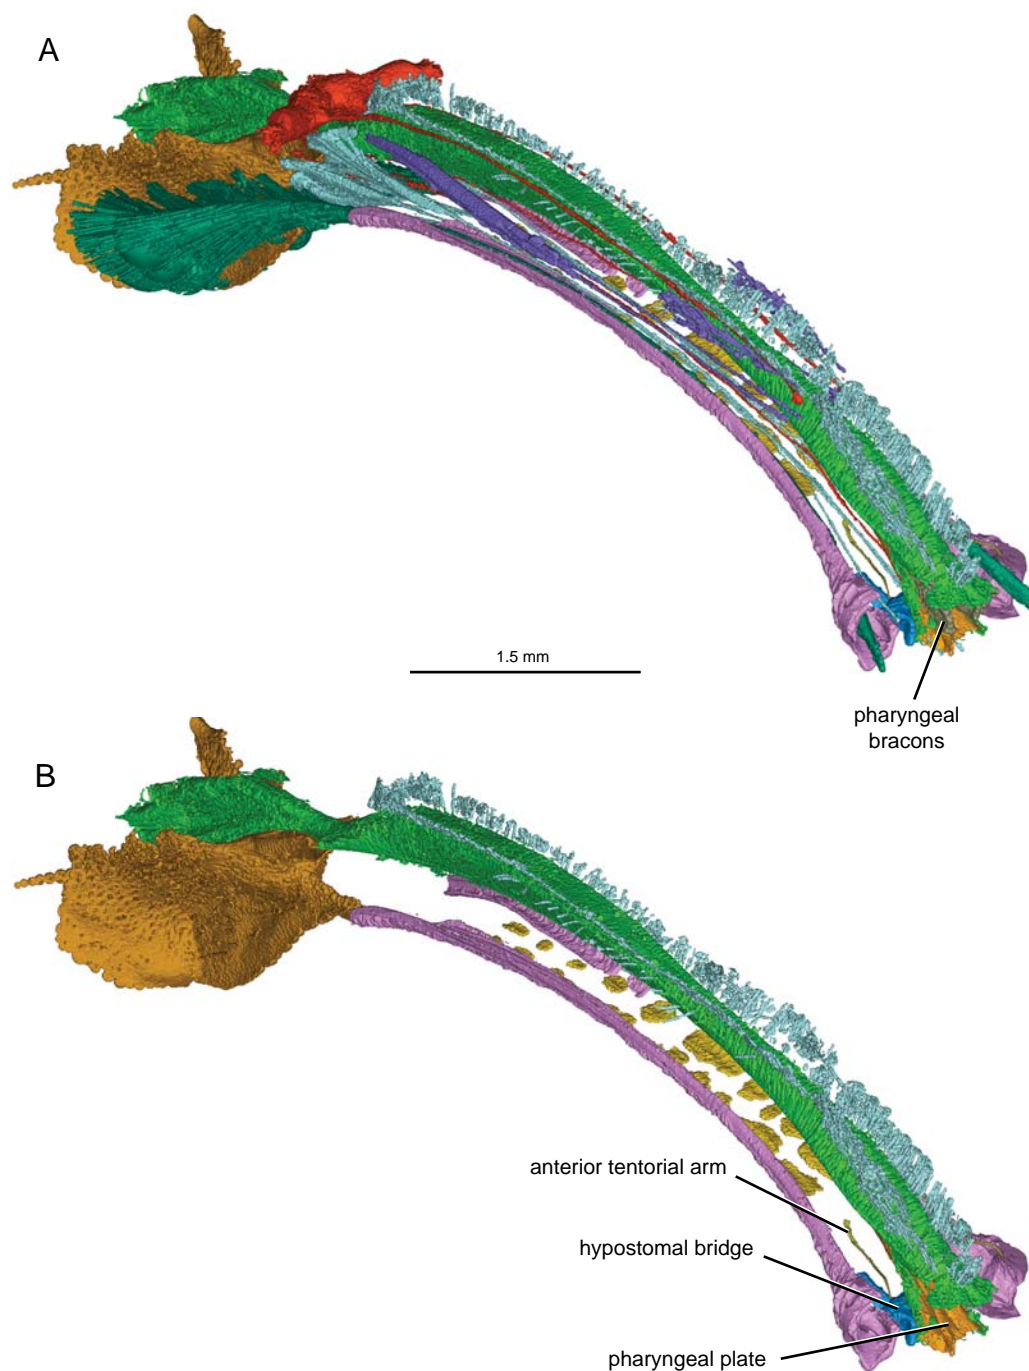 A
1.5 mm
pharyngeal
bracons
B
anterior tentorial arm
hypostomal bridge
pharyngeal plate